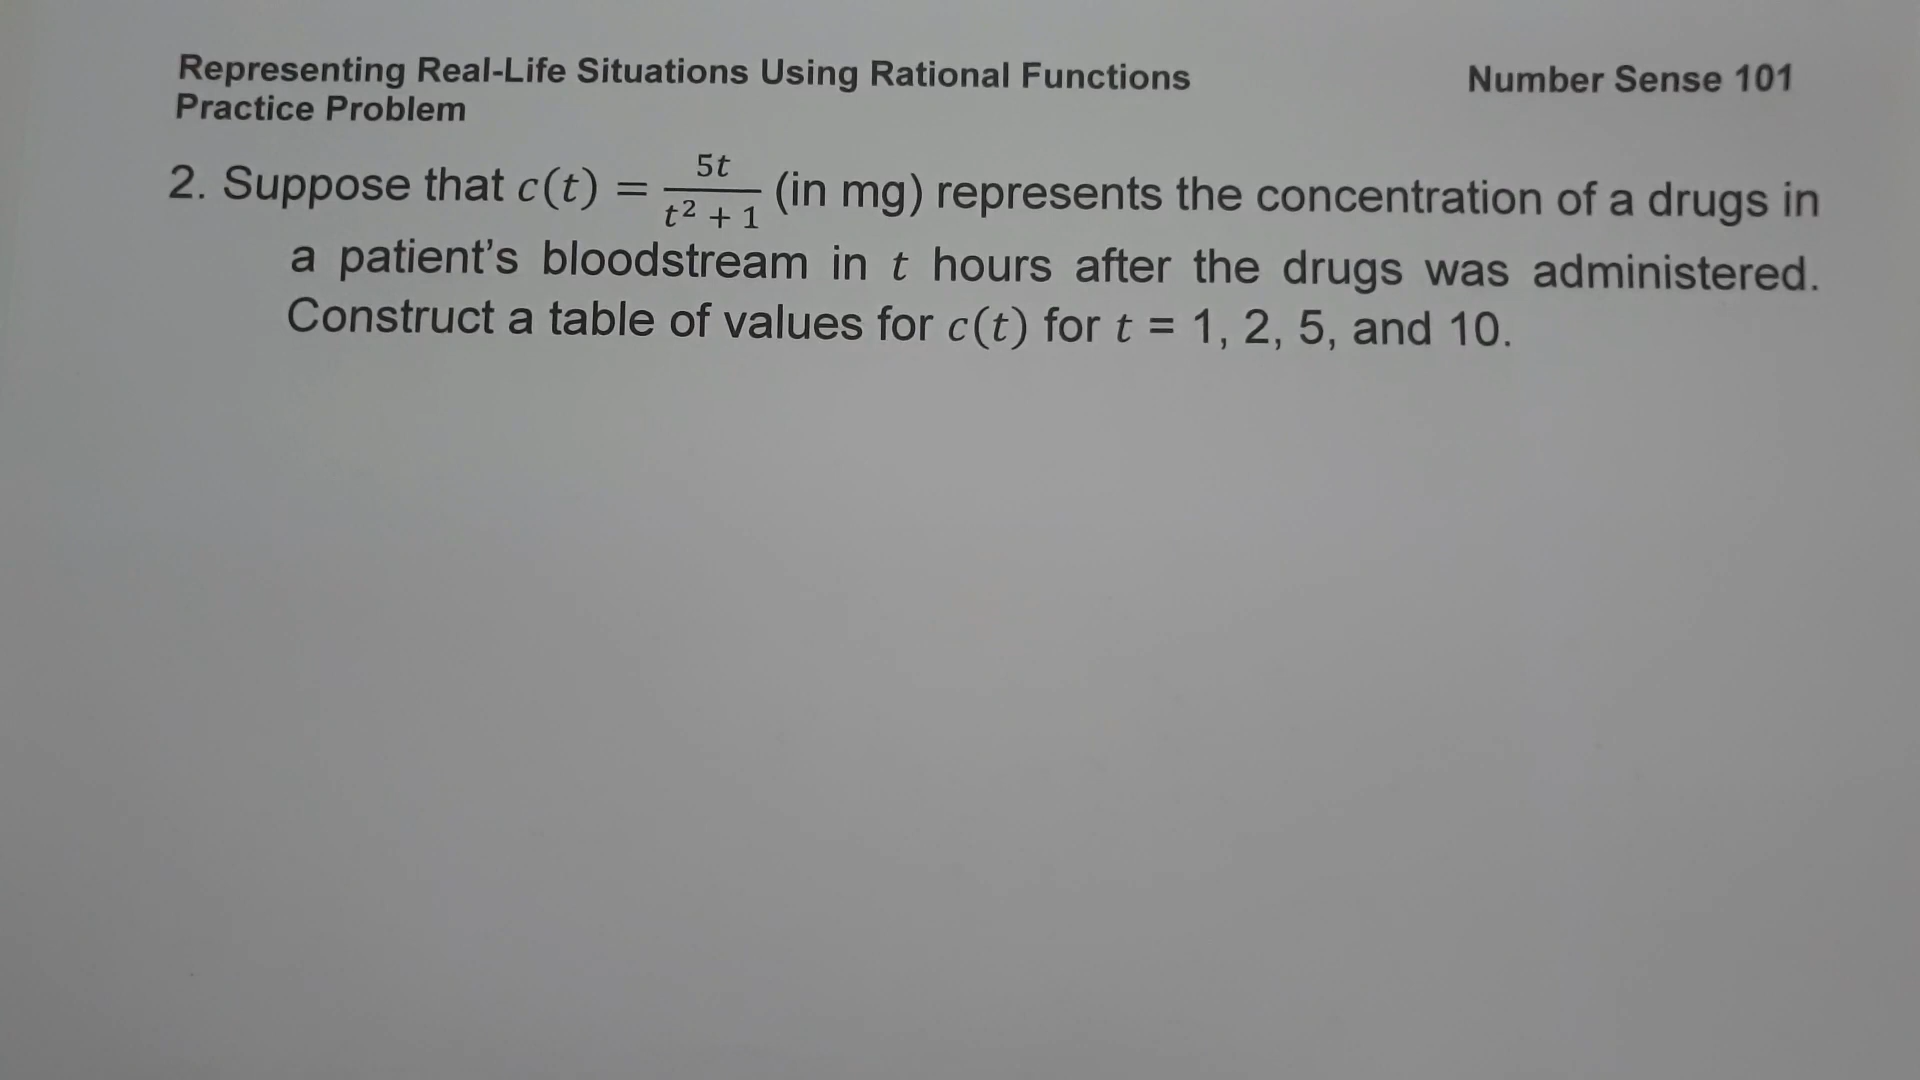 Representing Real-Life Situations Using Rational Functions Number Sense 101
Practice Problem
2. Suppose that c(t) = 5t / (t² + 1) (in mg) represents the concentration of a drugs in
a patient's bloodstream in t hours after the drugs was administered.
Construct a table of values for c(t) for t = 1, 2, 5, and 10.